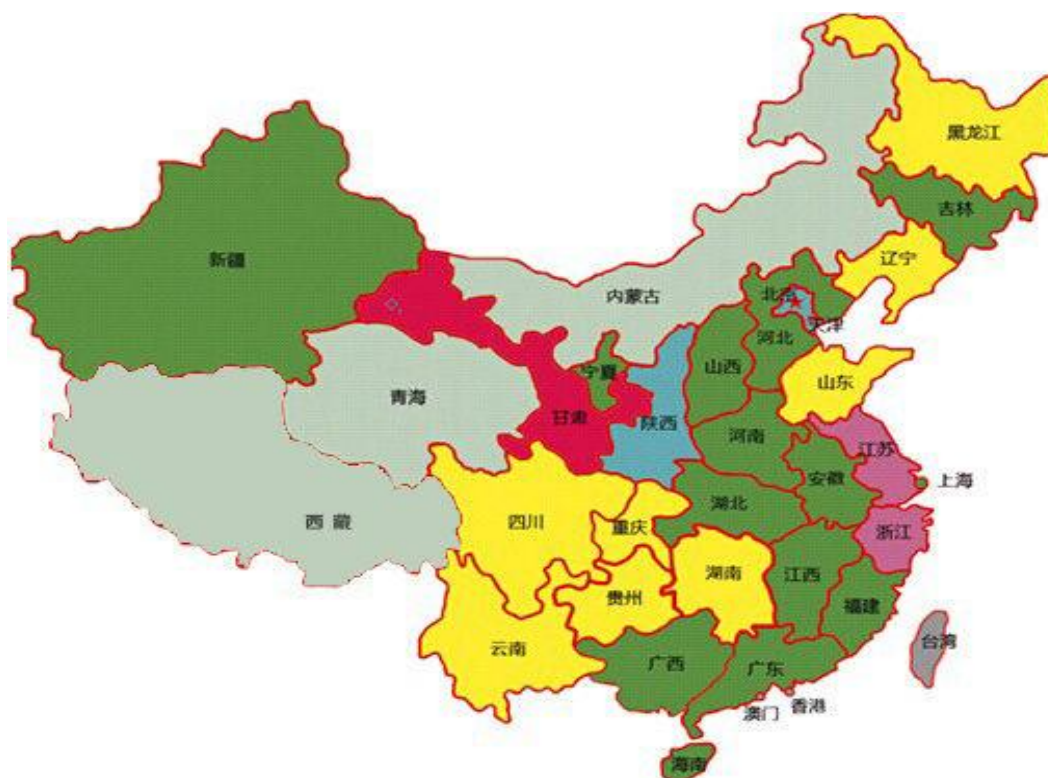 黑龙江
吉林
辽宁
新疆
内蒙古
北京
天津
河北
宁夏
山西
山东
青海
甘肃
陕西
河南
江苏
安徽
上海
西藏
四川
重庆
湖北
浙江
湖南
江西
贵州
福建
云南
台湾
广西
广东
澳门
香港
海南